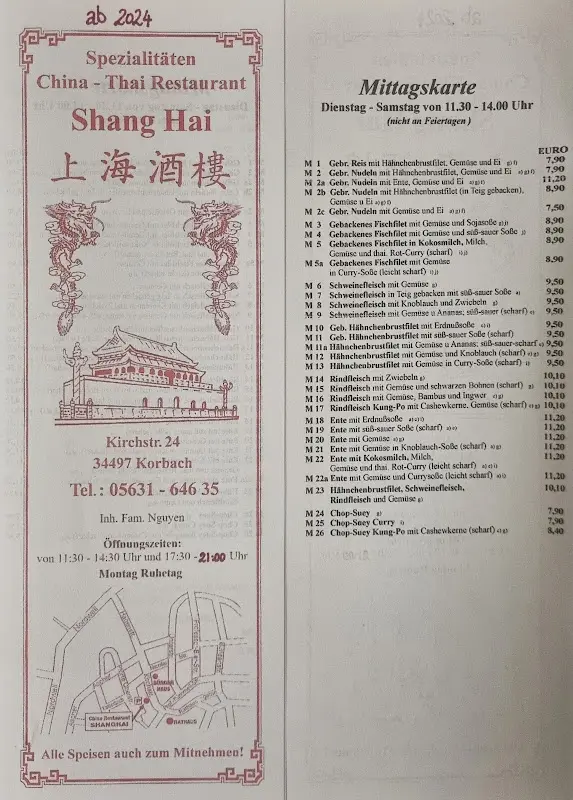 ab 2024
Spezialitäten
China - Thai Restaurant
Shang Hai
上海酒樓
Kirchstr. 24
34497 Korbach
Tel.: 05631 - 646 35
Inh. Fam. Nguyen
Öffnungszeiten:
von 11:30 - 14:30 Uhr und 17:30 - 21:00 Uhr
Montag Ruhetag
BÜRGER
HAUS
P
China Restaurant
SHANGHAI
RATHAUS
Alle Speisen auch zum Mitnehmen!
Mittagskarte
Dienstag - Samstag von 11.30 - 14.00 Uhr
(nicht an Feiertagen)
EURO
M 1 Gebr. Reis mit Hähnchenbrustfilet, Gemüse und Ei g) f) 7,90
M 2 Gebr. Nudeln mit Hähnchenbrustfilet, Gemüse und Ei a) g) f) 7,90
M 2a Gebr. Nudeln mit Ente, Gemüse und Ei a) g) f) 11,20
M 2b Gebr. Nudeln mit Hähnchenbrustfilet (in Teig gebacken), 8,90
Gemüse u Ei a) g) f)
M 2c Gebr. Nudeln mit Gemüse und Ei a) g) f) 7,50
M 3 Gebackenes Fischfilet mit Gemüse und Sojasoße g) j) 8,90
M 4 Gebackenes Fischfilet mit Gemüse und süß-sauer Soße j) 8,90
M 5 Gebackenes Fischfilet in Kokosmilch, Milch, 8,90
Gemüse und thai. Rot-Curry (scharf)
M 5a Gebackenes Fischfilet mit Gemüse 8,90
in Curry-Soße (leicht scharf)
M 6 Schweinefleisch mit Gemüse g) 9,50
M 7 Schweinefleisch in Teig gebacken mit süß-sauer Soße a) 9,50
M 8 Schweinefleisch mit Knoblauch und Zwiebeln g) 9,50
M 9 Schweinefleisch mit Gemüse u Ananas; süß-sauer (scharf) 9,50
M 10 Geb. Hähnchenbrustfilet mit Erdnußsoße 9,50
M 11 Geb. Hähnchenbrustfilet mit süß-sauer Soße (scharf) 9,50
M 11a Hähnchenbrustfilet mit Gemüse u Ananas; süß-sauer-scharf 9,50
M 12 Hähnchenbrustfilet mit Gemüse und Knoblauch (scharf) 9,50
M 13 Hähnchenbrustfilet mit Gemüse in Curry-Soße (scharf) 9,50
M 14 Rindfleisch mit Zwiebeln g) 10,10
M 15 Rindfleisch mit Gemüse und schwarzen Bohnen (scharf) g) 10,10
M 16 Rindfleisch mit Gemüse, Bambus und Ingwer 10,10
M 17 Rindfleisch Kung-Po mit Cashewkerne, Gemüse (scharf) 10,10
M 18 Ente mit Erdnußsoße 11,20
M 19 Ente mit süß-sauer Soße (scharf) 11,20
M 20 Ente mit Gemüse a) g) 11,20
M 21 Ente mit Gemüse in Knoblauch-Soße (scharf) 11,20
M 22 Ente mit Kokosmilch, Milch, 11,20
Gemüse und thai. Rot-Curry (leicht scharf)
M 22a Ente mit Gemüse und Currysoße (leicht scharf) 11,20
M 23 Hähnchenbrustfilet, Schweinefleisch, 10,10
Rindfleisch und Gemüse g)
M 24 Chop-Suey g) 7,90
M 25 Chop-Suey Curry 7,90
M 26 Chop-Suey Kung-Po mit Cashewkerne (scharf) 8,40